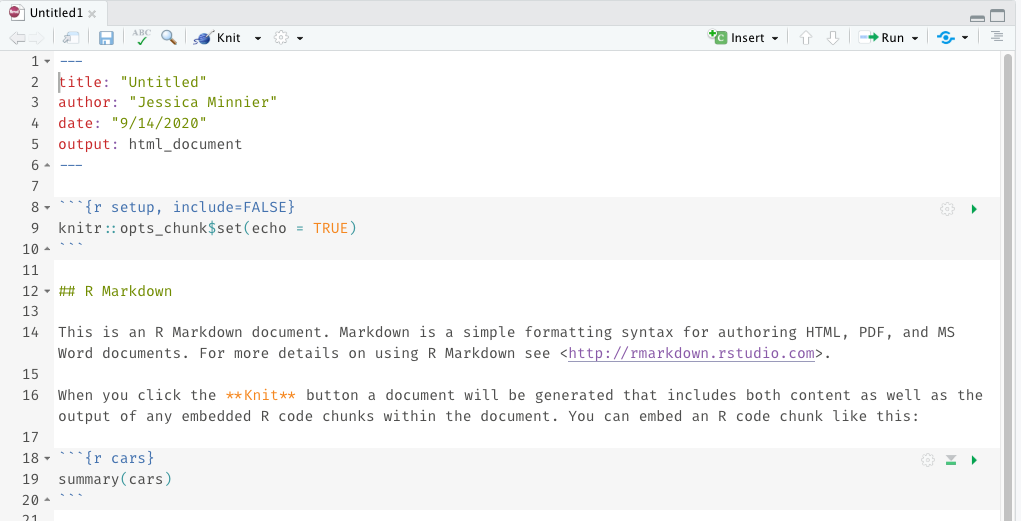 Untitled1
ABC Knit Insert Run
1 ---
2 title: "Untitled"
3 author: "Jessica Minnier"
4 date: "9/14/2020"
5 output: html_document
6 ---
7
8 ```{r setup, include=FALSE}
9 knitr::opts_chunk$set(echo = TRUE)
10 ```
11
12 ## R Markdown
13
14 This is an R Markdown document. Markdown is a simple formatting syntax for authoring HTML, PDF, and MS
Word documents. For more details on using R Markdown see <http://rmarkdown.rstudio.com>.
15
16 When you click the **Knit** button a document will be generated that includes both content as well as the
output of any embedded R code chunks within the document. You can embed an R code chunk like this:
17
18 ```{r cars}
19 summary(cars)
20 ```
21